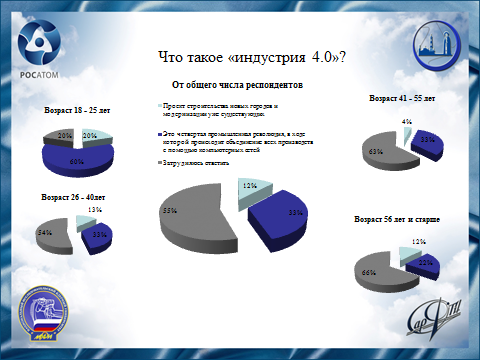 РОСАТОМ
Что такое «индустрия 4.0»?
От общего числа респондентов
Проект строительства новых городов и
модернизации уже существующих
Это четвертая промышленная революция, в ходе
которой происходит объединение всех производств
с помощью компьютерных сетей
Затрудняюсь ответить
12%
33%
55%
Возраст 18 - 25 лет
20%
20%
60%
Возраст 26 - 40лет
13%
33%
54%
Возраст 41 - 55 лет
4%
33%
63%
Возраст 56 лет и старше
12%
22%
66%